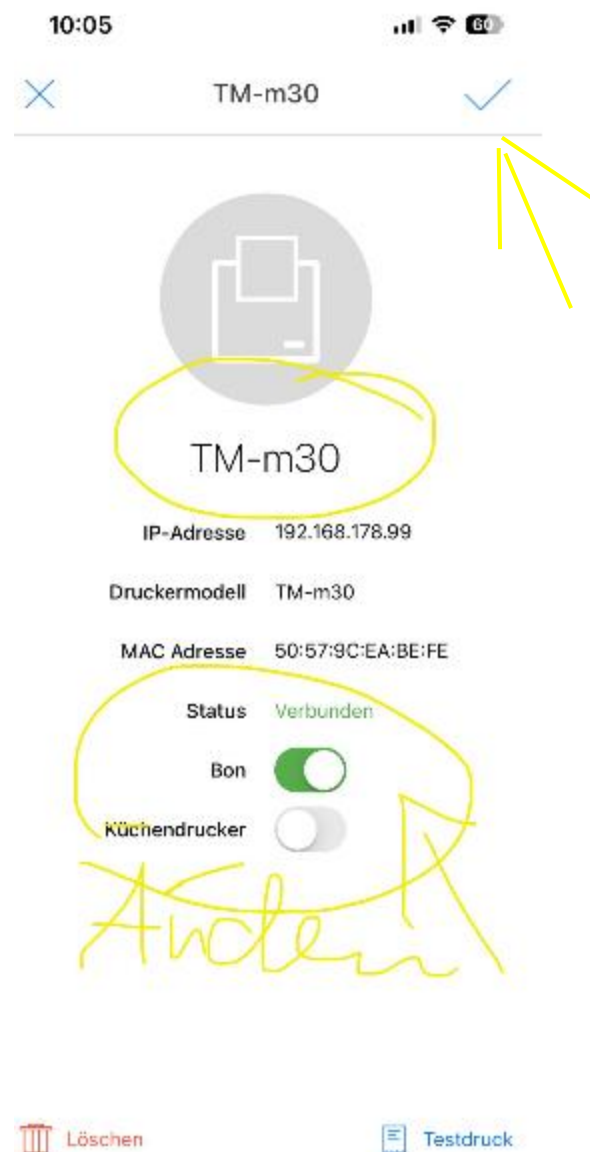 10:05 60
TM-m30
TM-m30
IP-Adresse 192.168.178.99
Druckermodell TM-m30
MAC Adresse 50:57:9C:EA:BE:FE
Status Verbunden
Bon
Küchendrucker
Ändern
Löschen Testdruck